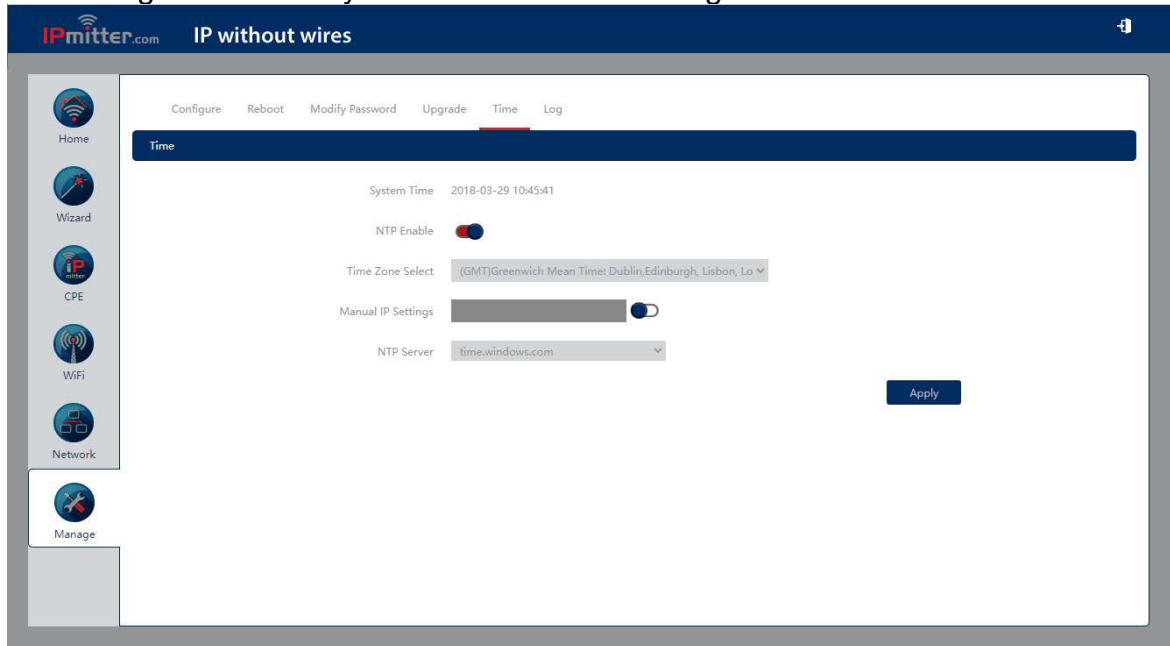 IPmitter.com IP without wires
Configure Reboot Modify Password Upgrade Time Log
Home
Time
System Time 2018-03-29 10:45:41
Wizard
NTP Enable
Time Zone Select (GMT)Greenwich Mean Time: Dublin,Edinburgh, Lisbon, Lo
iP
mitter
CPE
Manual IP Settings
NTP Server time.windows.com
WiFi
Apply
Network
Manage